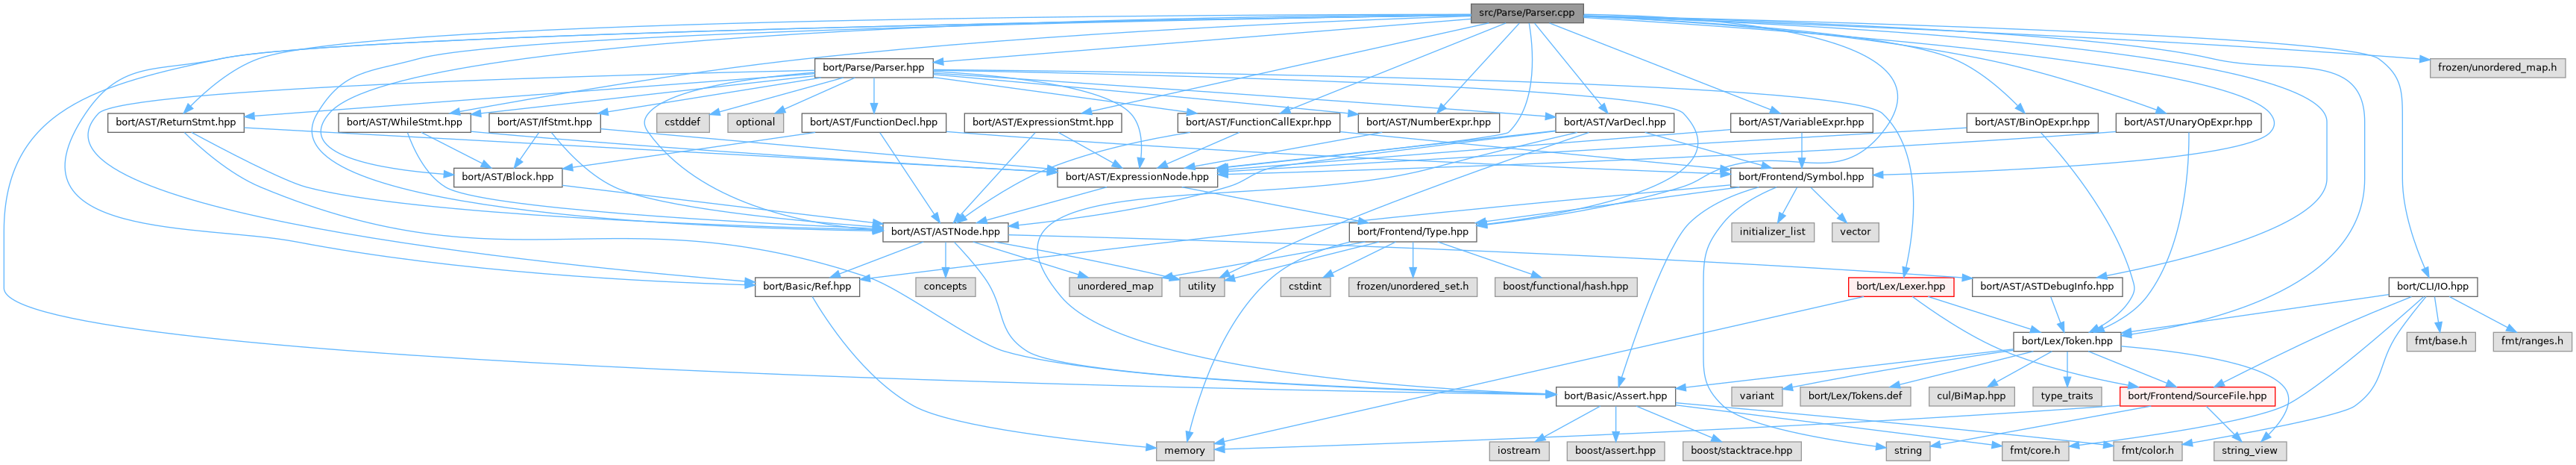 src/Parse/Parser.cpp
bort/Parse/Parser.hpp
frozen/unordered_map.h
bort/AST/ReturnStmt.hpp
bort/AST/WhileStmt.hpp
bort/AST/IfStmt.hpp
cstddef
optional
bort/AST/FunctionDecl.hpp
bort/AST/ExpressionStmt.hpp
bort/AST/FunctionCallExpr.hpp
bort/AST/NumberExpr.hpp
bort/AST/VarDecl.hpp
bort/AST/VariableExpr.hpp
bort/AST/BinOpExpr.hpp
bort/AST/UnaryOpExpr.hpp
bort/AST/Block.hpp
bort/AST/ExpressionNode.hpp
bort/Frontend/Symbol.hpp
bort/AST/ASTNode.hpp
bort/Frontend/Type.hpp
initializer_list
vector
bort/Basic/Ref.hpp
concepts
unordered_map
utility
cstdint
frozen/unordered_set.h
boost/functional/hash.hpp
bort/Lex/Lexer.hpp
bort/AST/ASTDebugInfo.hpp
bort/CLI/IO.hpp
bort/Lex/Token.hpp
fmt/base.h
fmt/ranges.h
bort/Basic/Assert.hpp
variant
bort/Lex/Tokens.def
cul/BiMap.hpp
type_traits
bort/Frontend/SourceFile.hpp
memory
iostream
boost/assert.hpp
boost/stacktrace.hpp
string
fmt/core.h
fmt/color.h
string_view